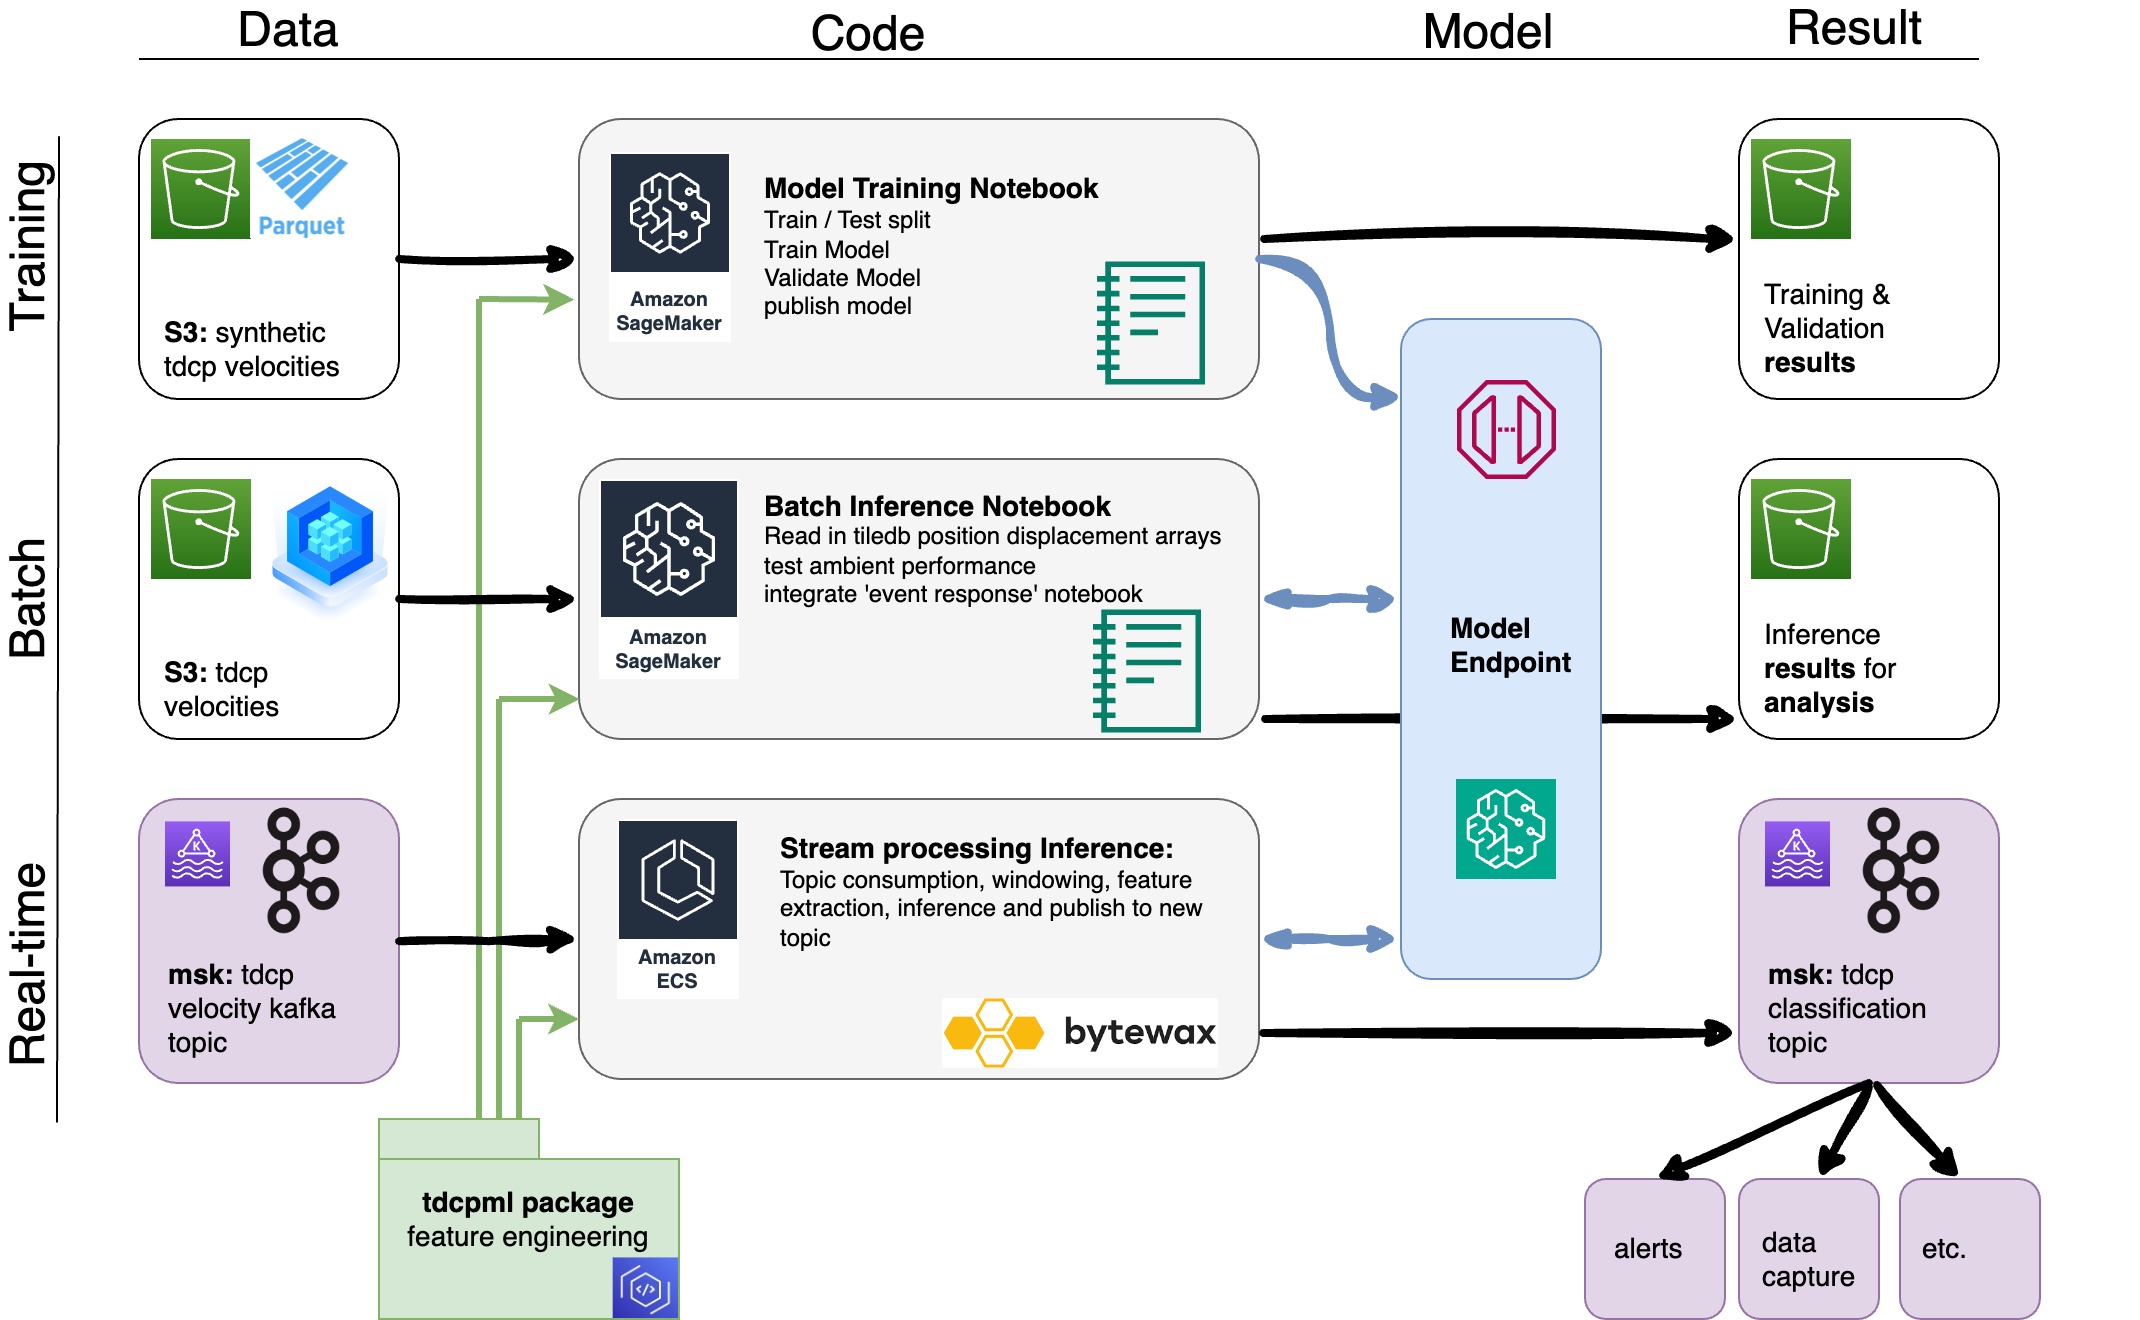 Data
Code
Model
Result
Training
Parquet
S3: synthetic
tdcp velocities
Amazon
SageMaker
Model Training Notebook
Train / Test split
Train Model
Validate Model
publish model
Training &
Validation
results
Batch
S3: tdcp
velocities
Amazon
SageMaker
Batch Inference Notebook
Read in tiledb position displacement arrays
test ambient performance
integrate 'event response' notebook
Model
Endpoint
Inference
results for
analysis
Real-time
K
msk: tdcp
velocity kafka
topic
Amazon
ECS
Stream processing Inference:
Topic consumption, windowing, feature
extraction, inference and publish to new
topic
bytewax
K
msk: tdcp
classification
topic
tdcpml package
feature engineering
</>
alerts
data
capture
etc.